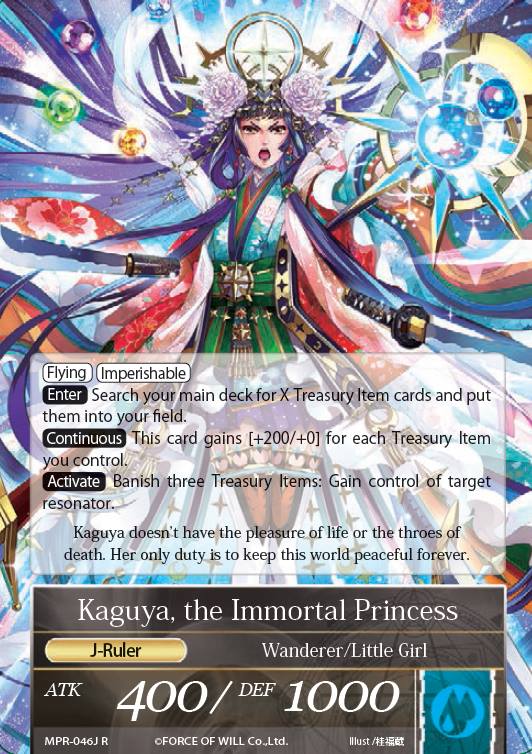 Flying Imperishable
Enter Search your main deck for X Treasury Item cards and put
them into your field.
Continuous This card gains [+200/+0] for each Treasury Item
you control.
Activate Banish three Treasury Items: Gain control of target
resonator.
Kaguya doesn't have the pleasure of life or the throes of
death. Her only duty is to keep this world peaceful forever.
Kaguya, the Immortal Princess
J-Ruler Wanderer/Little Girl
ATK 400/ DEF 1000
MPR-046J R ©FORCE OF WILL Co.,Ltd. Illust /桂福蔵